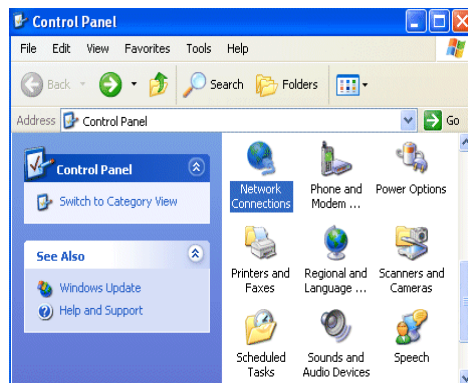 Control Panel
File Edit View Favorites Tools Help
Back Search Folders
Address Control Panel Go
Control Panel
Switch to Category View
See Also
Windows Update
Help and Support
Network Connections
Phone and Modem ...
Power Options
Printers and Faxes
Regional and Language ...
Scanners and Cameras
Scheduled Tasks
Sounds and Audio Devices
Speech